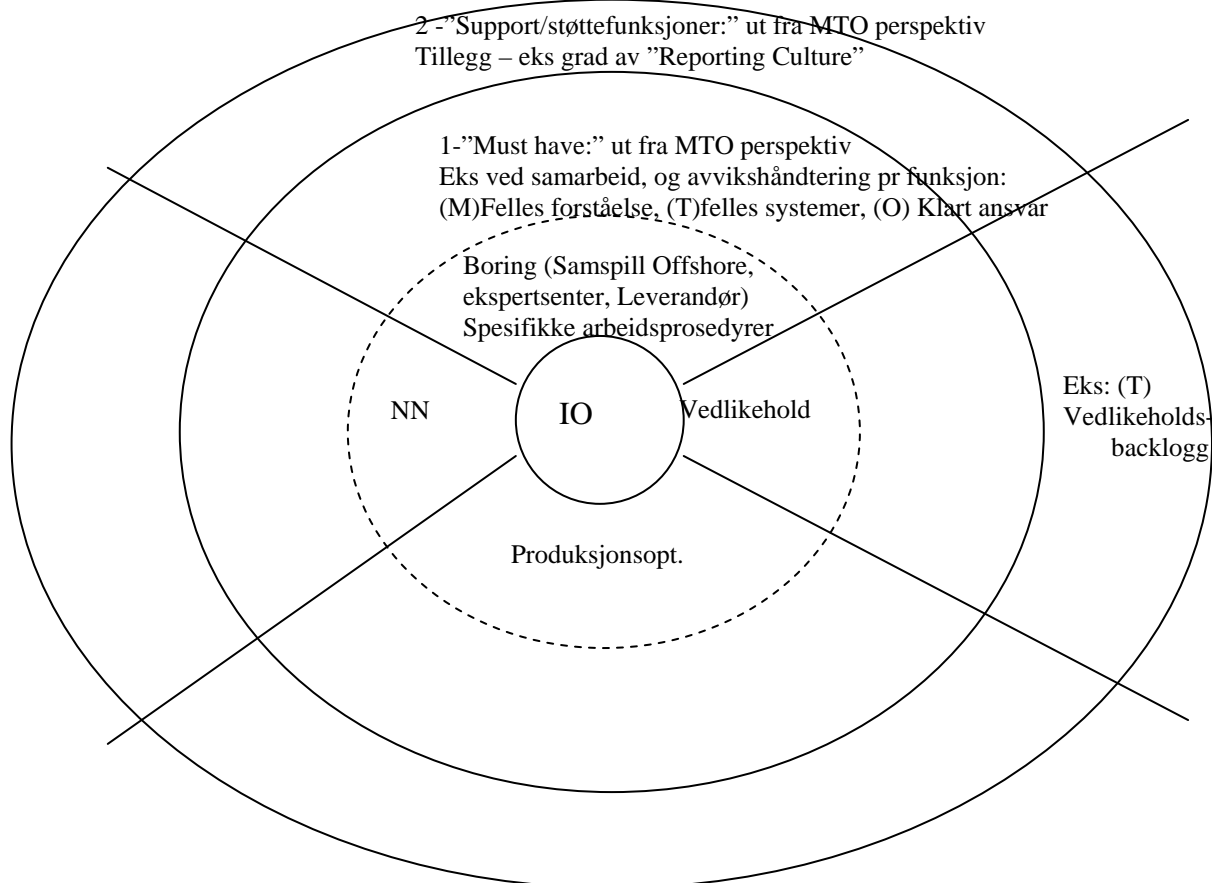 2 -”Support/støttefunksjoner:” ut fra MTO perspektiv
Tillegg – eks grad av ”Reporting Culture”
1-”Must have:” ut fra MTO perspektiv
Eks ved samarbeid, og avvikshåndtering pr funksjon:
(M)Felles forståelse, (T)felles systemer, (O) Klart ansvar
Boring (Samspill Offshore,
ekspertsenter, Leverandør)
Spesifikke arbeidsprosedyrer
NN
IO
Vedlikehold
Eks: (T)
Vedlikeholds-
backlogg
Produksjonsopt.